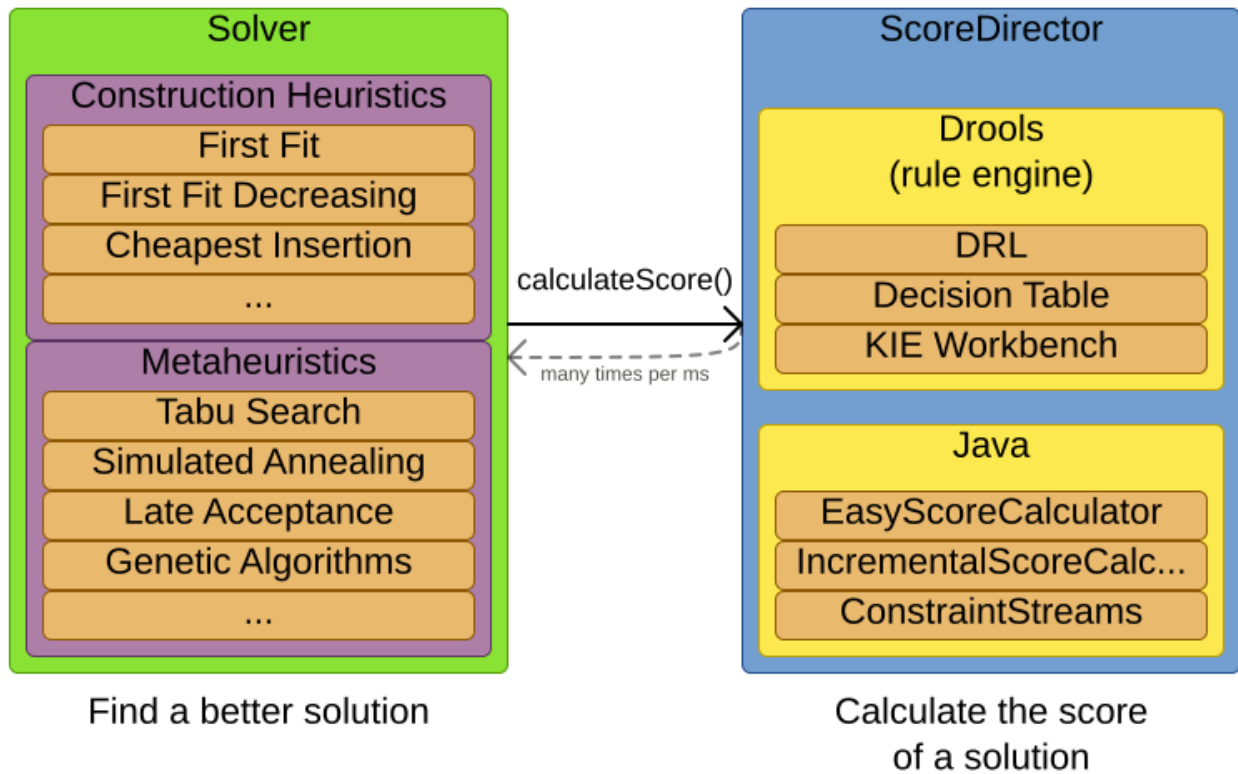 Solver
Construction Heuristics
First Fit
First Fit Decreasing
Cheapest Insertion
...
Metaheuristics
Tabu Search
Simulated Annealing
Late Acceptance
Genetic Algorithms
...
Find a better solution
calculateScore()
many times per ms
ScoreDirector
Drools
(rule engine)
DRL
Decision Table
KIE Workbench
Java
EasyScoreCalculator
IncrementalScoreCalc...
ConstraintStreams
Calculate the score
of a solution